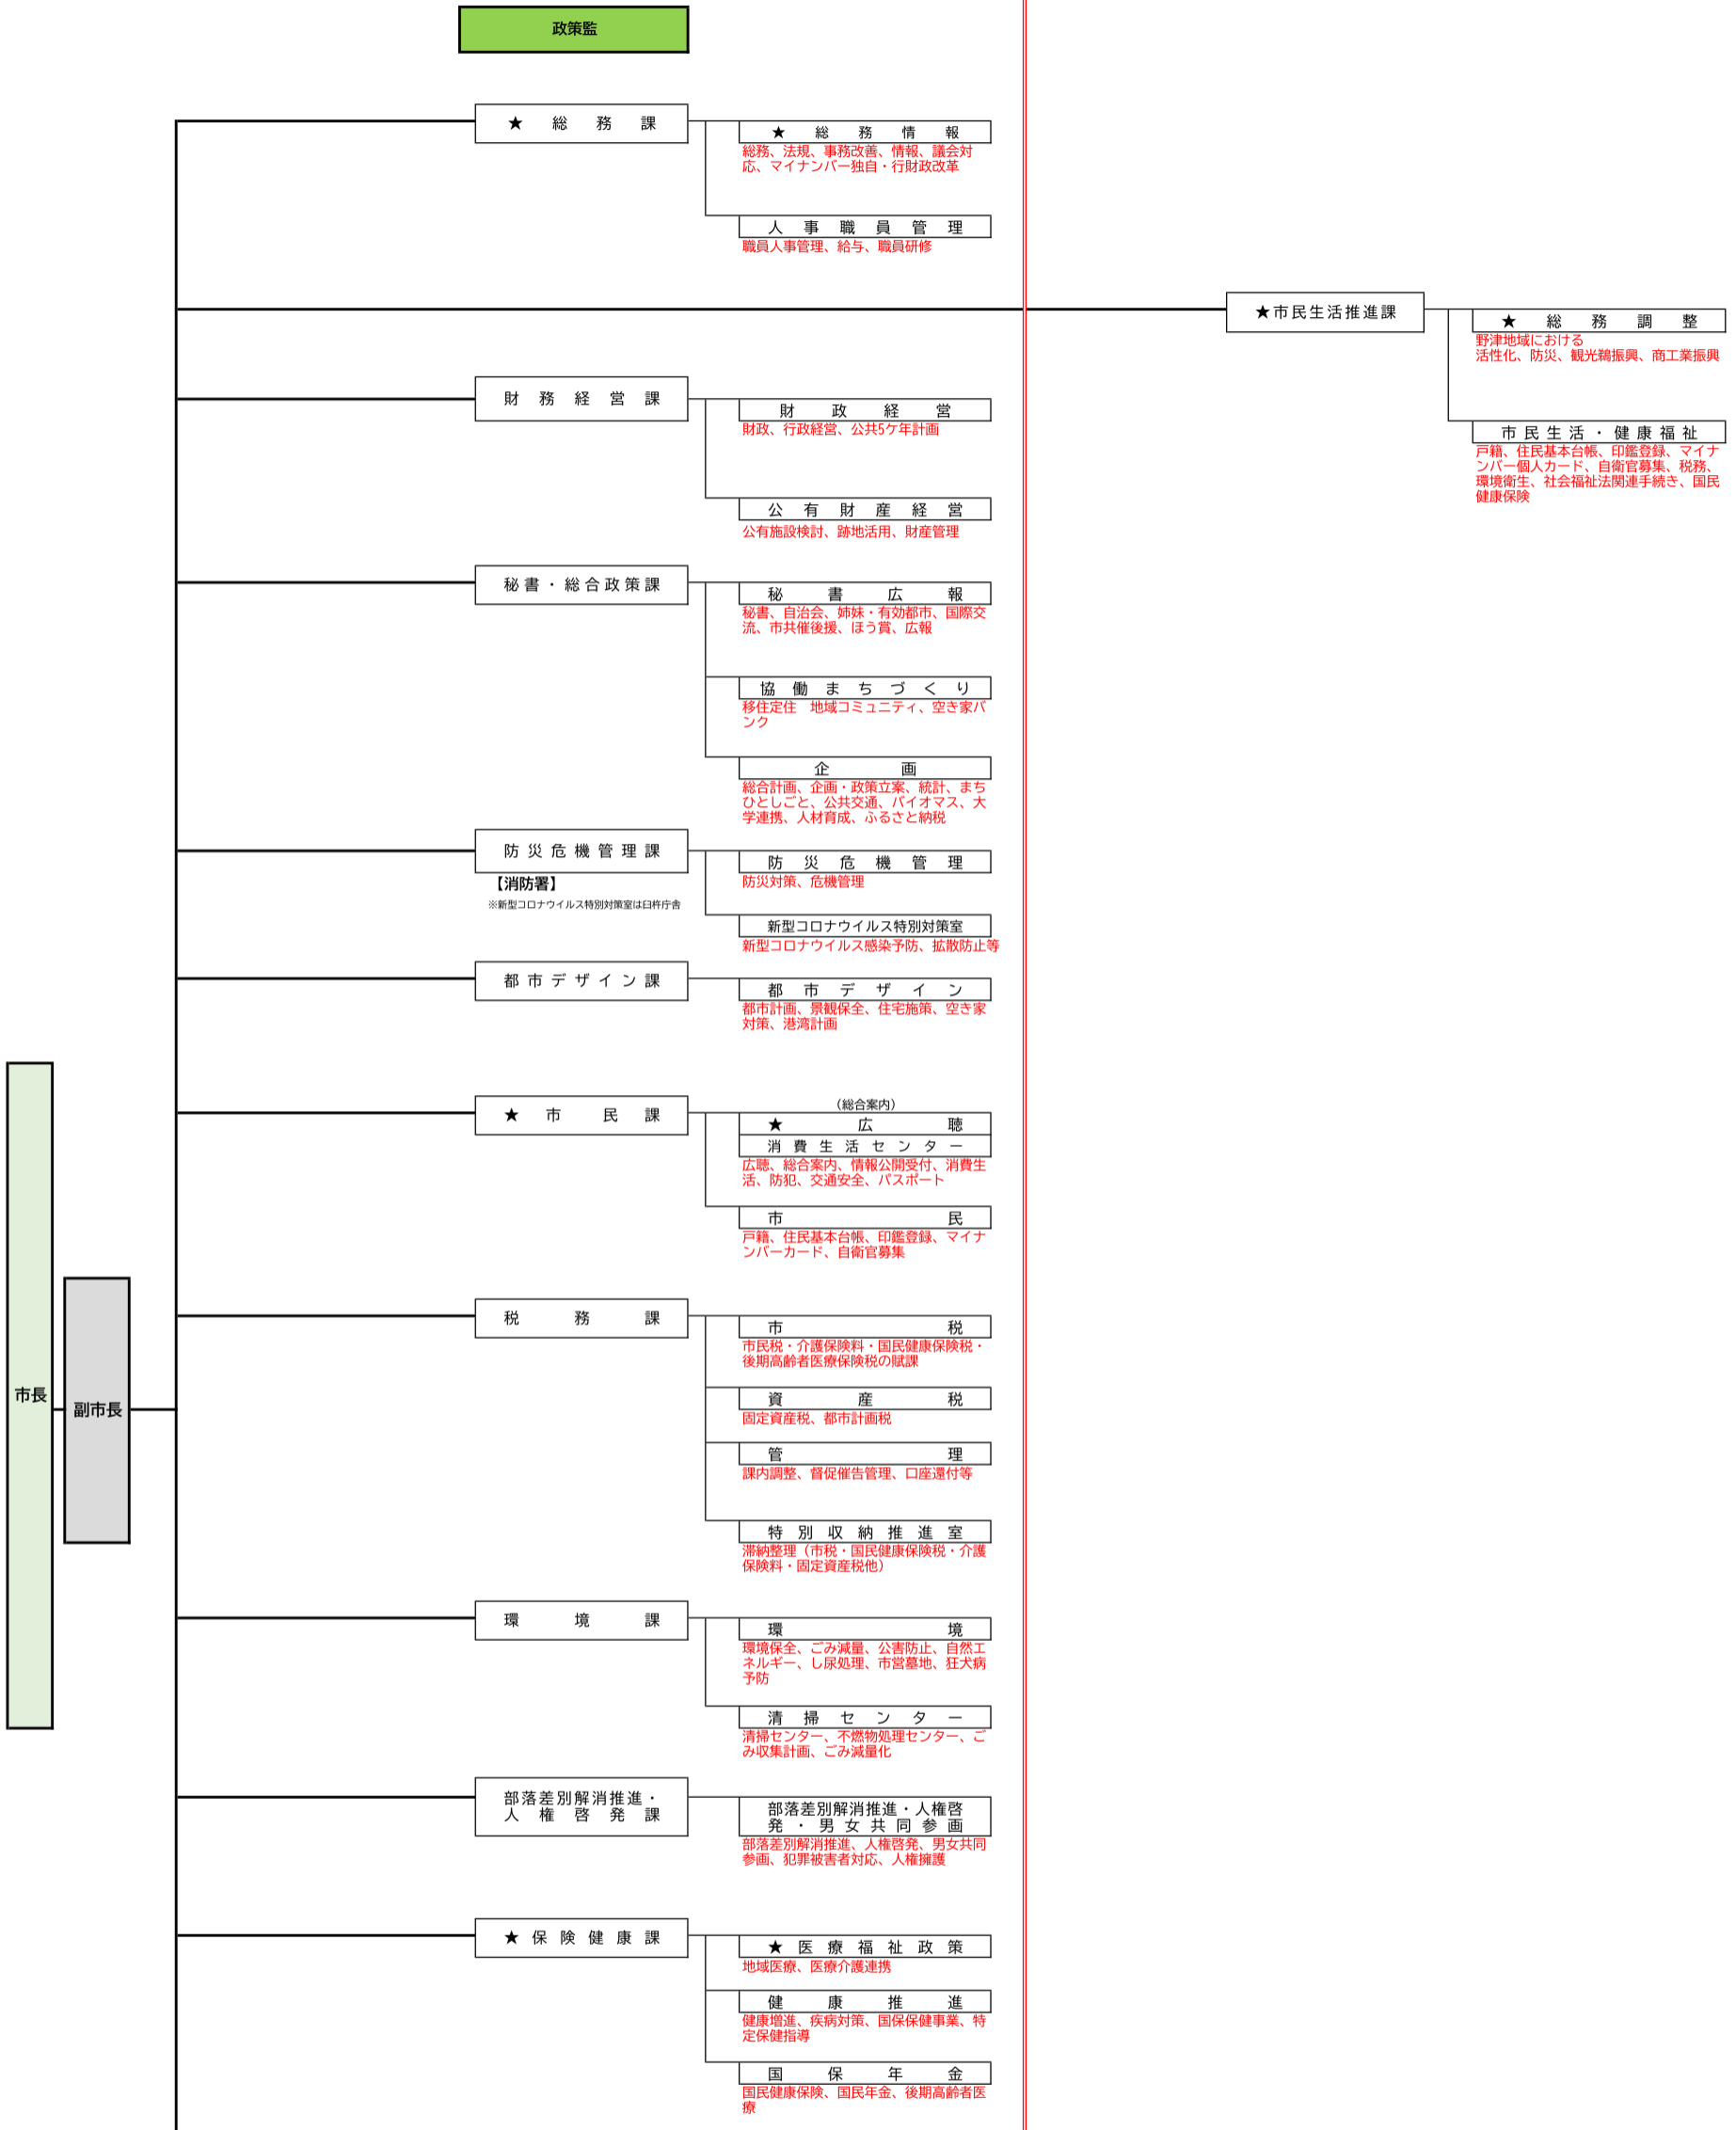 政策監
★総務課
★総務情報
総務、法規、事務改善、情報、議会対
応、マイナンバー独自・行財政改革
人事職員管理
職員人事管理、給与、職員研修
★市民生活推進課
★総務調整
野津地域における
活性化、防災、観光鵜振興、商工業振興
市民生活・健康福祉
戸籍、住民基本台帳、印鑑登録、マイナ
ンバー個人カード、自衛官募集、税務、
環境衛生、社会福祉法関連手続き、国民
健康保険
財務経営課
財政経営
財政、行政経営、公共5ケ年計画
公有財産経営
公有施設検討、跡地活用、財産管理
秘書・総合政策課
秘書広報
秘書、自治会、姉妹・有効都市、国際交
流、市共催後援、ほう賞、広報
協働まちづくり
移住定住　地域コミュニティ、空き家バ
ンク
企画
総合計画、企画・政策立案、統計、まち
ひとしごと、公共交通、バイオマス、大
学連携、人材育成、ふるさと納税
防災危機管理課
【消防署】
※新型コロナウイルス特別対策室は臼杵庁舎
防災危機管理
防災対策、危機管理
新型コロナウイルス特別対策室
新型コロナウイルス感染予防、拡散防止等
都市デザイン課
都市デザイン
都市計画、景観保全、住宅施策、空き家
対策、港湾計画
★市民課
（総合案内）
★広聴
消費生活センター
広聴、総合案内、情報公開受付、消費生
活、防犯、交通安全、パスポート
市民
戸籍、住民基本台帳、印鑑登録、マイナ
ンバーカード、自衛官募集
市長
副市長
税務課
市税
市民税・介護保険料・国民健康保険税・
後期高齢者医療保険税の賦課
資産税
固定資産税、都市計画税
管理
課内調整、督促催告管理、口座還付等
特別収納推進室
滞納整理（市税・国民健康保険税・介護
保険料・固定資産税他）
環境課
環境
環境保全、ごみ減量、公害防止、自然エ
ネルギー、し尿処理、市営墓地、狂犬病
予防
清掃センター
清掃センター、不燃物処理センター、ご
み収集計画、ごみ減量化
部落差別解消推進・
人権啓発課
部落差別解消推進・人権啓
発・男女共同参画
部落差別解消推進、人権啓発、男女共同
参画、犯罪被害者対応、人権擁護
★保険健康課
★医療福祉政策
地域医療、医療介護連携
健康推進
健康増進、疾病対策、国保保健事業、特
定保健指導
国保年金
国民健康保険、国民年金、後期高齢者医
療